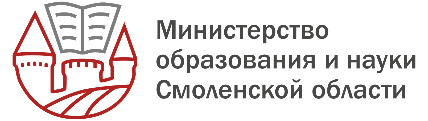 Министерство
образования и науки
Смоленской области